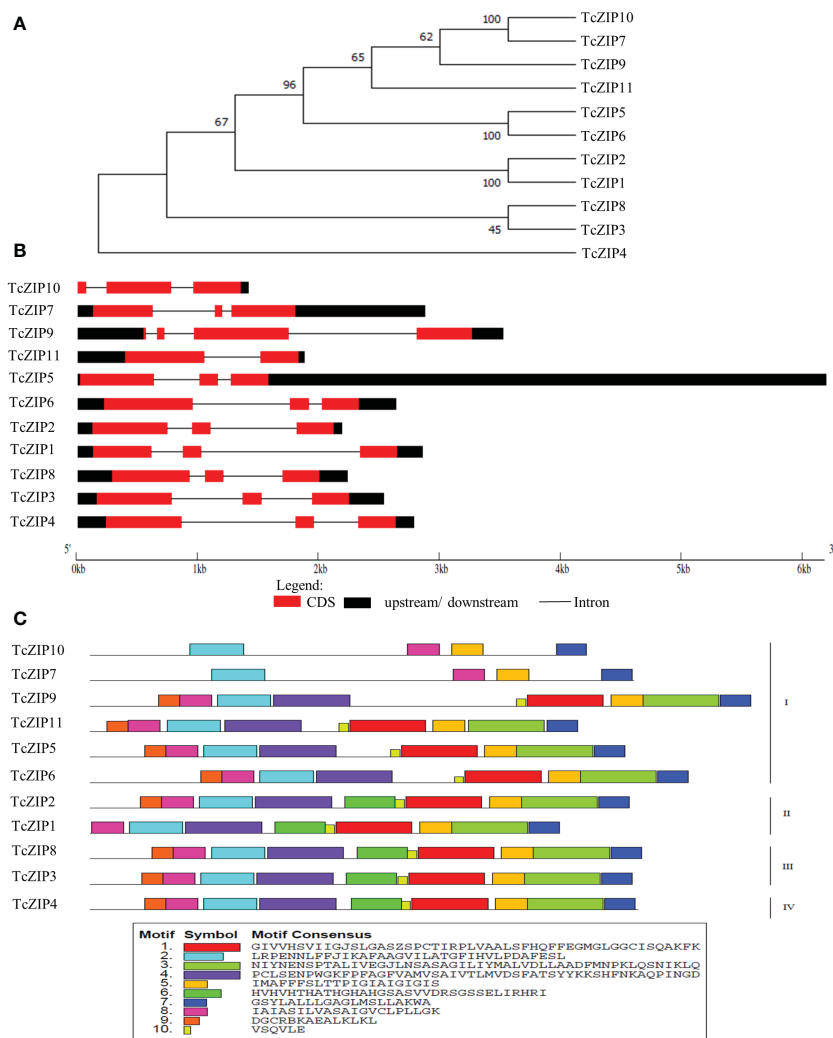 A
100
TcZIP10
TcZIP7
62
TcZIP9
65
TcZIP11
96
TcZIP5
100
TcZIP6
67
TcZIP2
100
TcZIP1
TcZIP8
45
TcZIP3
TcZIP4
B
TcZIP10
TcZIP7
TcZIP9
TcZIP11
TcZIP5
TcZIP6
TcZIP2
TcZIP1
TcZIP8
TcZIP3
TcZIP4
5' 3
0kb 1kb 2kb 3kb 4kb 5kb 6kb
Legend:
CDS upstream/ downstream Intron
C
TcZIP10
TcZIP7
TcZIP9
TcZIP11
TcZIP5
TcZIP6
I
TcZIP2
TcZIP1
II
TcZIP8
TcZIP3
III
TcZIP4
IV
Motif Symbol Motif Consensus
1. GIVVHSVIIGJSLGASZSPCTIRPLVAALSFHQFFEGMGLGGCISQAKFK
2. LRPENNLFFJIKAFAAGVILATGFIHVLPDAFESL
3. NIYNENSPTALIVEGJLNSASAGILIYMALVDLLAADFMNPKLQSNIKLQ
4. PCLSENPWGKFPFAGFVAMVSAIVTLMVDSFATSYYKKSHFNKAQPINGD
5. IMAFFFSLTTPIGIAIGIGIS
6. HVHVHTHATHGHAHGSASVVDRSGSSELIRHRI
7. GSYLALLLGAGLMSLLAKWA
8. IAIASILVASAIGVCLPLLGK
9. DGCRBKAEALKLKL
10. VSQVLE